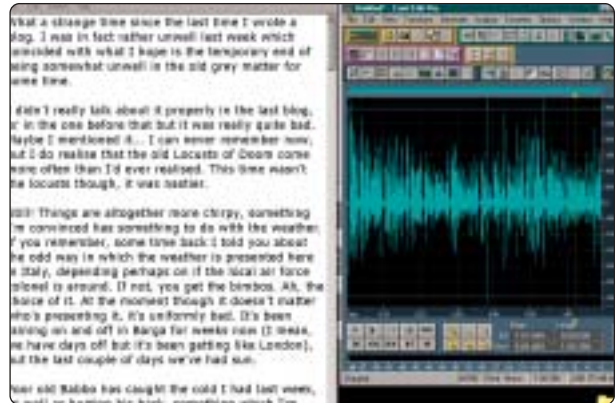 Untitled* - Cool Edit Pro
What a strange time since the last time I wrote a
blog. I was in fact rather unwell last week which
coincided with what I hope is the temporary end of
being somewhat unwell in the old grey matter for
some time.
I didn't really talk about it properly in the last blog,
or in the one before that but it was really quite bad.
Maybe I mentioned it... I can never remember now,
but I do realise that the old Locusts of Doom come
more often than I'd ever realised. This time wasn't
the locusts though, it was nastier.
Still! Things are altogether more chirpy, something
I'm convinced has something to do with the weather.
If you remember, some time back I told you about
the odd way in which the weather is presented here
in Italy, depending perhaps on if the local air force
colonel is around. If not, you get the bimbos. Ah, the
choice of it. At the moment though it doesn't matter
who's presenting it, it's uniformly bad. It's been
raining on and off in Barga for weeks now (I mean,
we have days off but it's been getting like London),
but the last couple of days we've had sun.
Poor old Babbo has caught the cold I had last week,
as well as